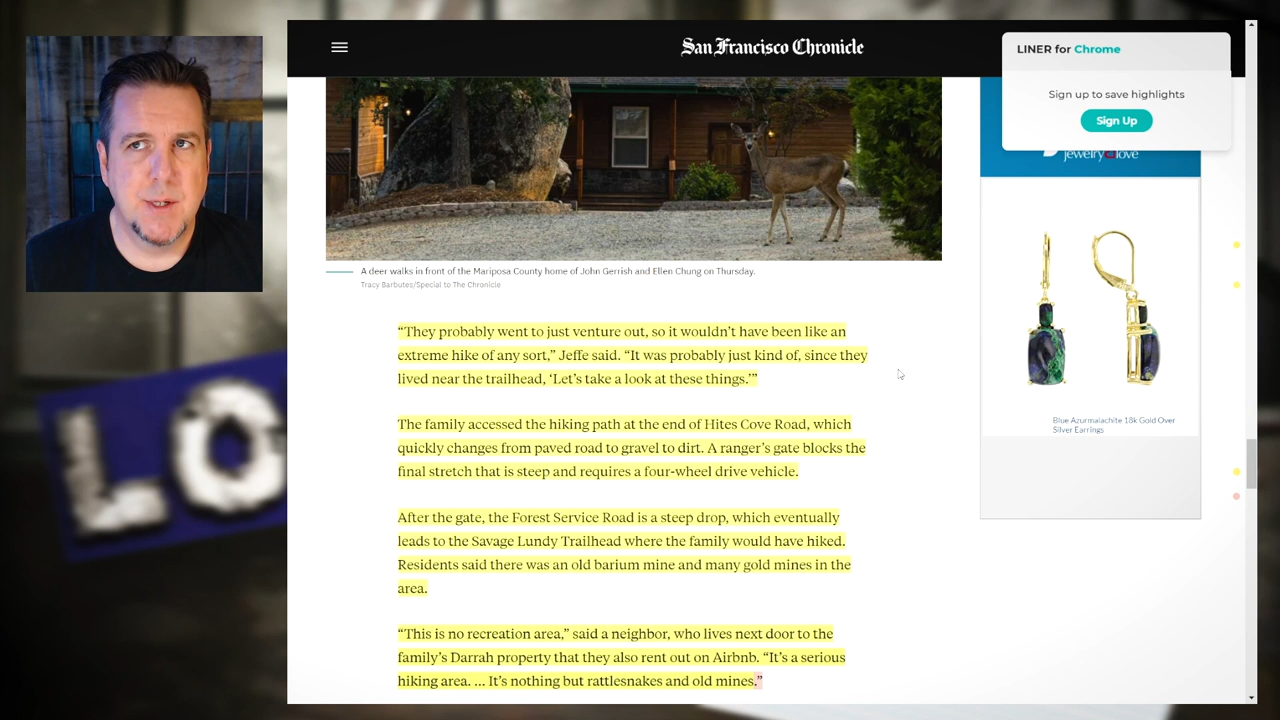 San Francisco Chronicle
LINER for Chrome
Sign up to save highlights
Sign Up
jewelry
love
A deer walks in front of the Mariposa County home of John Gerrish and Ellen Chung on Thursday.
Tracy Barbutes/Special to The Chronicle
“They probably went to just venture out, so it wouldn’t have been like an
extreme hike of any sort,” Jeffe said. “It was probably just kind of, since they
lived near the trailhead, ‘Let’s take a look at these things.’”
The family accessed the hiking path at the end of Hites Cove Road, which
quickly changes from paved road to gravel to dirt. A ranger’s gate blocks the
final stretch that is steep and requires a four-wheel drive vehicle.
After the gate, the Forest Service Road is a steep drop, which eventually
leads to the Savage Lundy Trailhead where the family would have hiked.
Residents said there was an old barium mine and many gold mines in the
area.
“This is no recreation area,” said a neighbor, who lives next door to the
family’s Darrah property that they also rent out on Airbnb. “It’s a serious
hiking area. ... It’s nothing but rattlesnakes and old mines.”
Blue Azurmalachite 18k Gold Over
Silver Earrings
LO